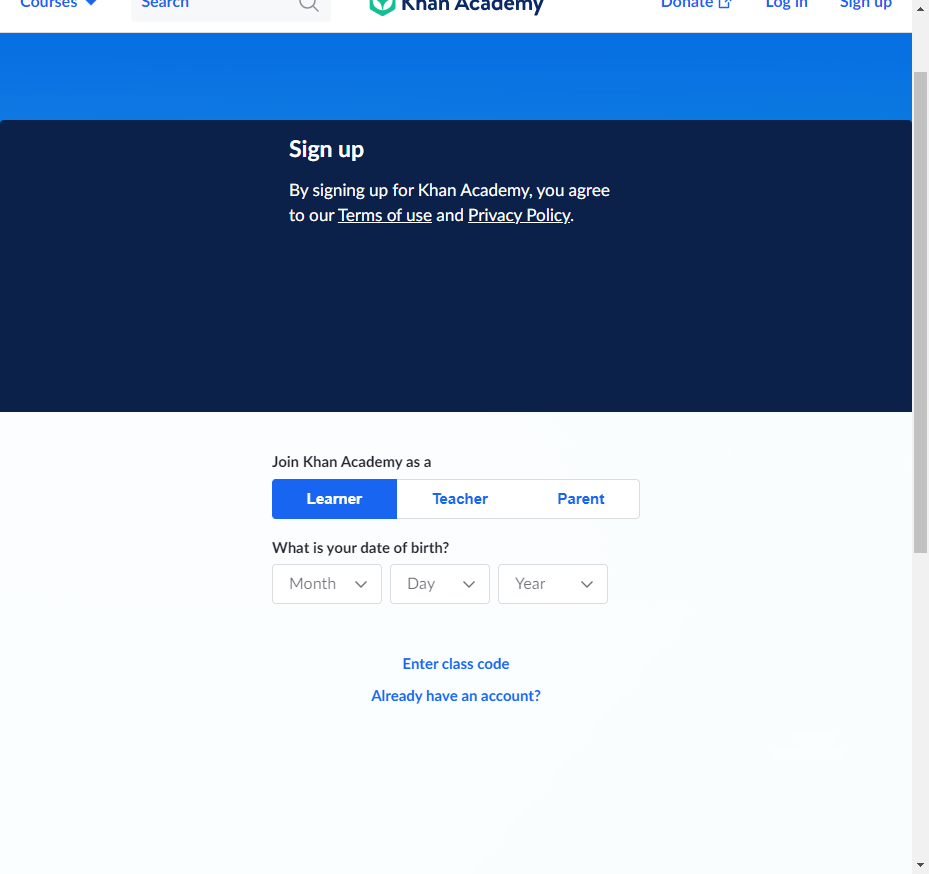 Courses Search Khan Academy Donate Log in Sign up
Sign up
By signing up for Khan Academy, you agree
to our Terms of use and Privacy Policy.
Join Khan Academy as a
Learner Teacher Parent
What is your date of birth?
Month Day Year
Enter class code
Already have an account?